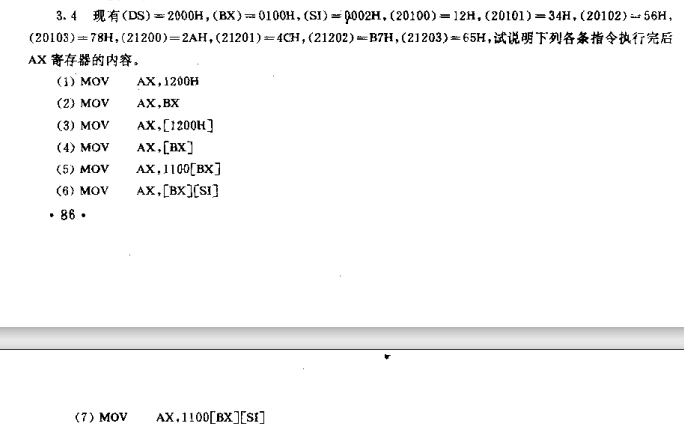 3.4 现有(DS)=2000H,(BX)=0100H,(SI)=0002H,(20100)=12H,(20101)=34H,(20102)=56H,
(20103)=78H,(21200)=2AH,(21201)=4CH,(21202)=B7H,(21203)=65H,试说明下列各条指令执行完后
AX 寄存器的内容。
(1) MOV AX,1200H
(2) MOV AX,BX
(3) MOV AX,[1200H]
(4) MOV AX,[BX]
(5) MOV AX,1100[BX]
(6) MOV AX,[BX][SI]
• 86 •
(7) MOV AX,1100[BX][SI]